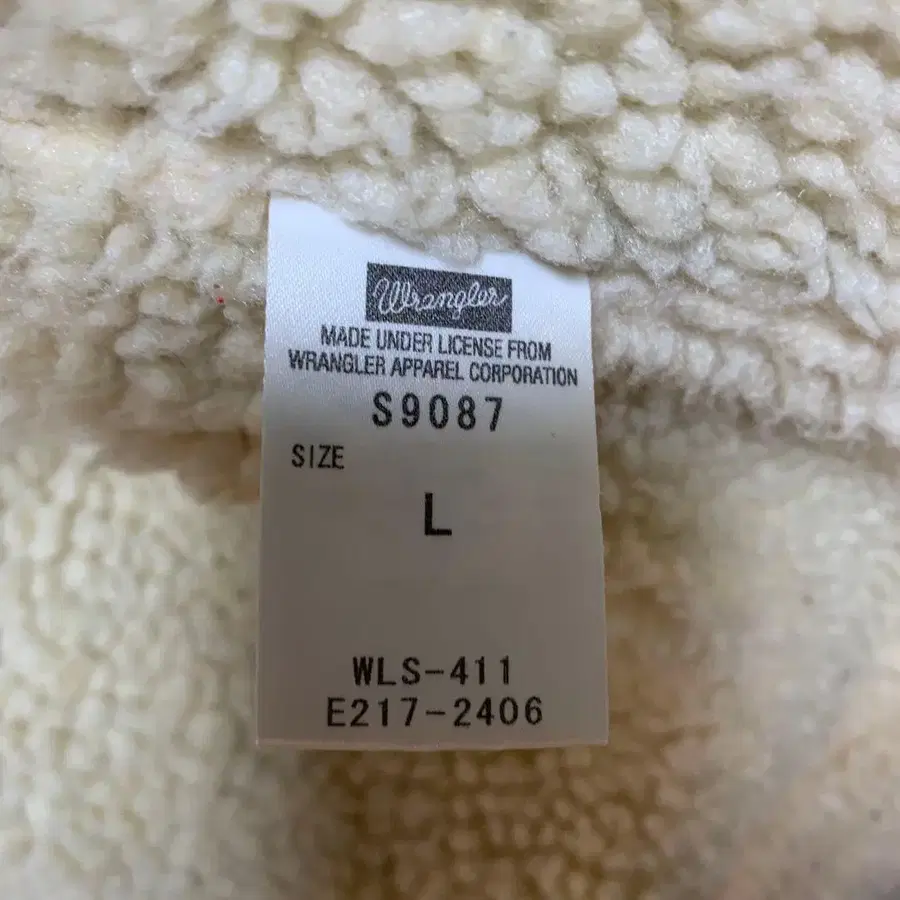 Wrangler
MADE UNDER LICENSE FROM
WRANGLER APPAREL CORPORATION
S9087
SIZE
L
WLS-411
E217-2406